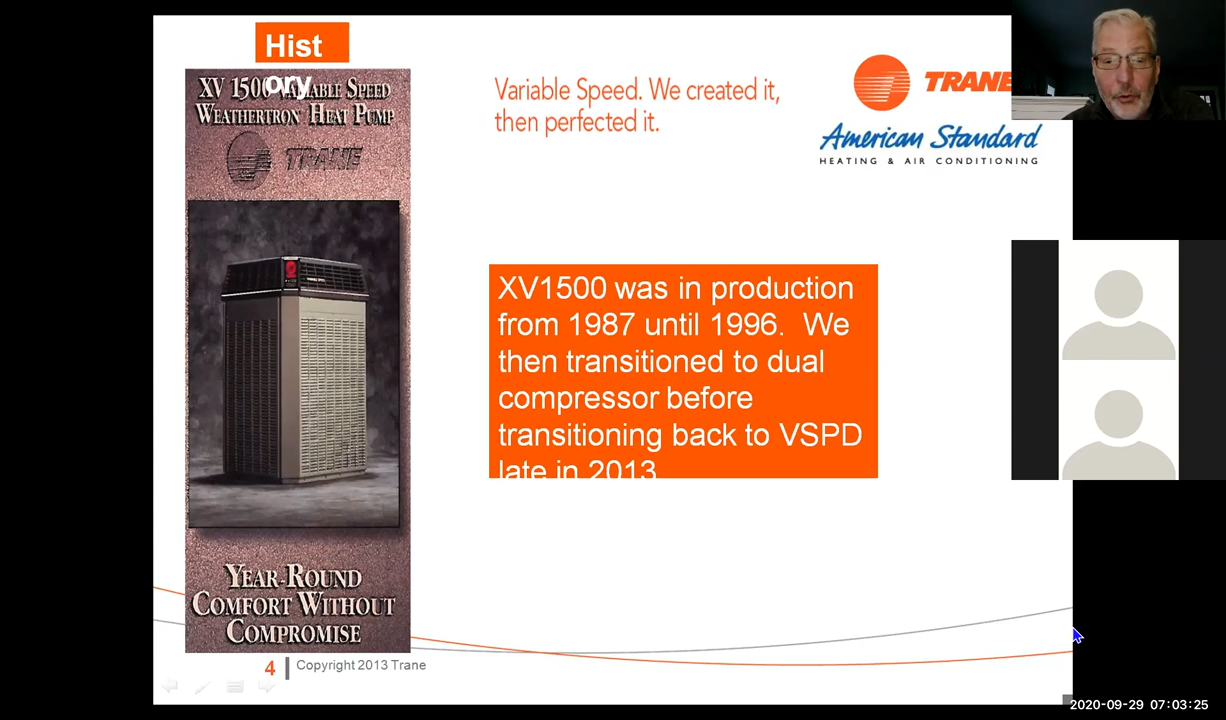 Hist
ory
XV 1500 VARIABLE SPEED
WEATHERTRON HEAT PUMP
TRANE
Variable Speed. We created it,
then perfected it.
TRANE
American Standard
HEATING & AIR CONDITIONING
XV1500 was in production
from 1987 until 1996. We
then transitioned to dual
compressor before
transitioning back to VSPD
late in 2013
YEAR-ROUND
COMFORT WITHOUT
COMPROMISE
4
Copyright 2013 Trane
2020-09-29 07:03:25